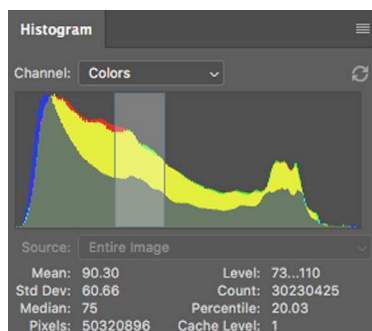 Histogram
Channel: Colors
Source: Entire Image
Mean: 90.30 Level: 73...110
Std Dev: 60.66 Count: 30230425
Median: 75 Percentile: 20.03
Pixels: 50320896 Cache Level: 1